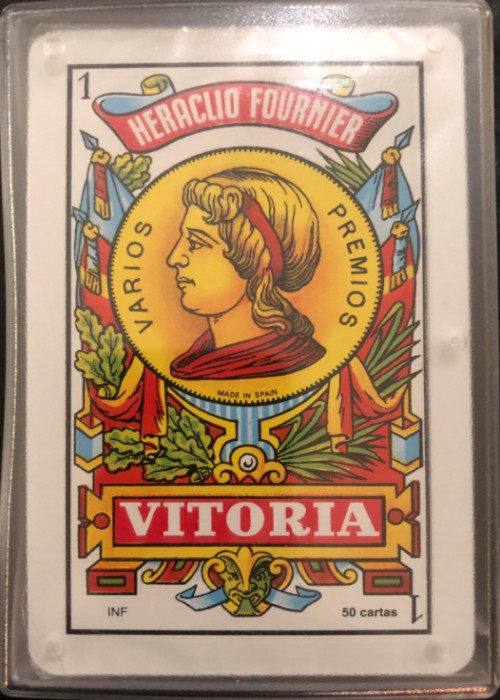 1
HERACLIO FOURNIER
VARIOS
PREMIOS
MADE IN SPAIN
VITORIA
INF
50 cartas
1